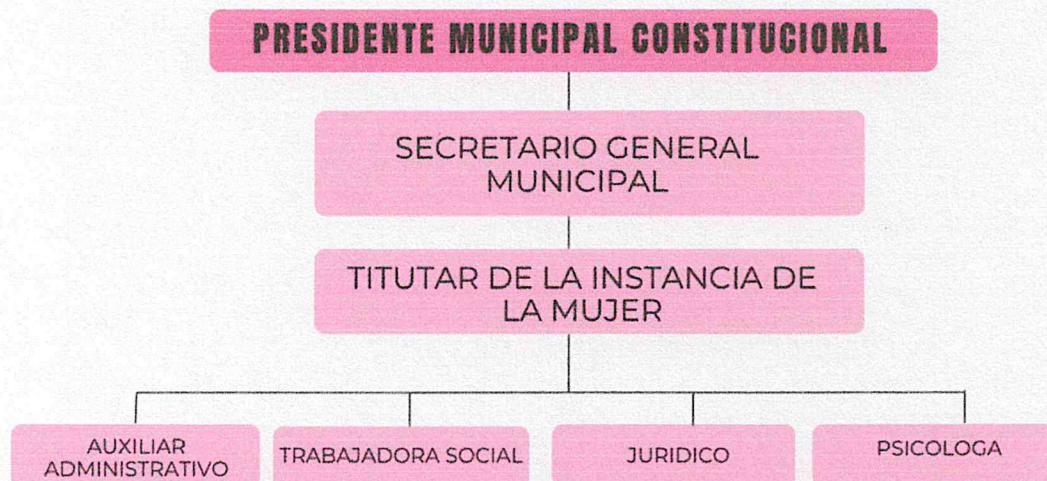 PRESIDENTE MUNICIPAL CONSTITUCIONAL
SECRETARIO GENERAL
MUNICIPAL
TITUTAR DE LA INSTANCIA DE
LA MUJER
AUXILIAR
ADMINISTRATIVO
TRABAJADORA SOCIAL
JURIDICO
PSICOLOGA